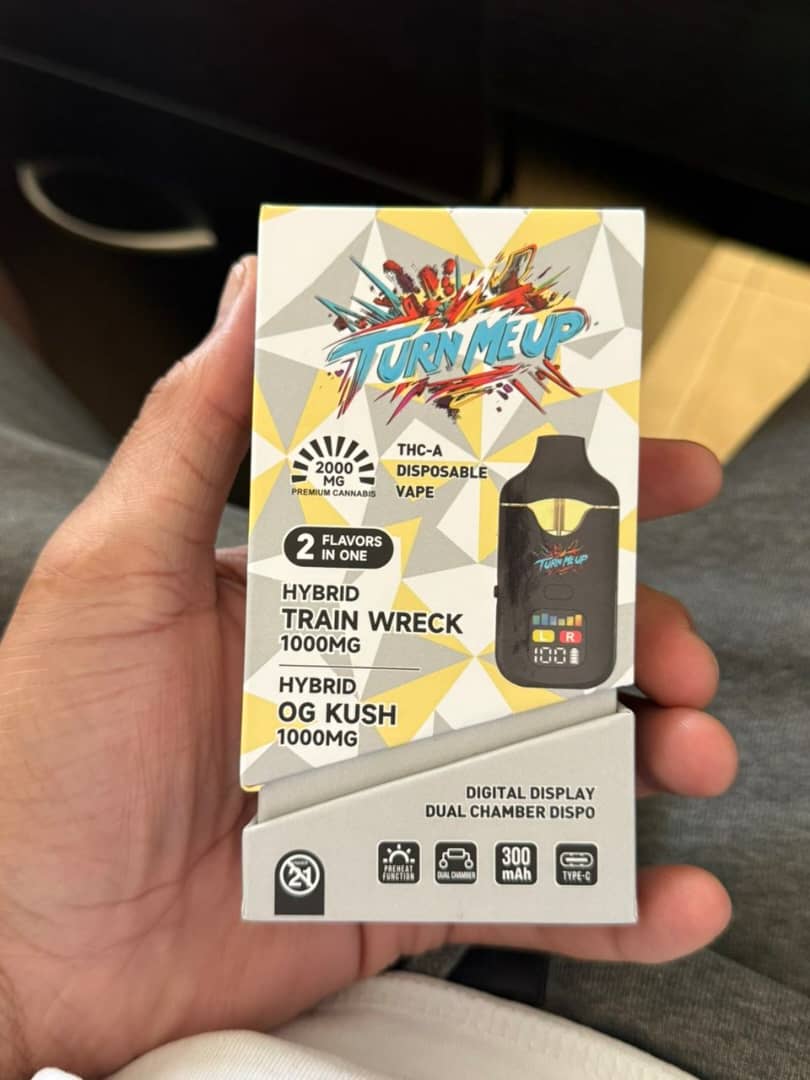 TURN ME UP
2000
MG
PREMIUM CANNABIS
THC-A
DISPOSABLE
VAPE
2 FLAVORS
IN ONE
HYBRID
TRAIN WRECK
1000MG
HYBRID
OG KUSH
1000MG
TURN ME UP
L R
100
DIGITAL DISPLAY
DUAL CHAMBER DISPO
21
PREHEAT
FUNCTION
DUAL CHAMBER
300
mAh
TYPE-C